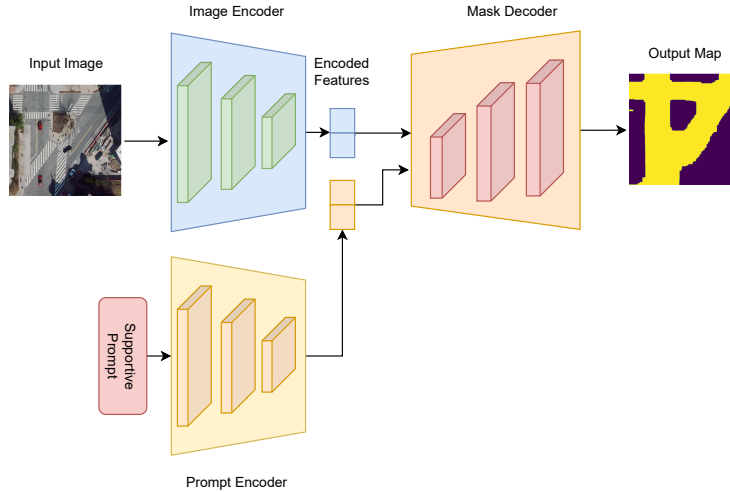 Image Encoder
Mask Decoder
Input Image
Encoded
Features
Output Map
Supportive
Prompt
Prompt Encoder